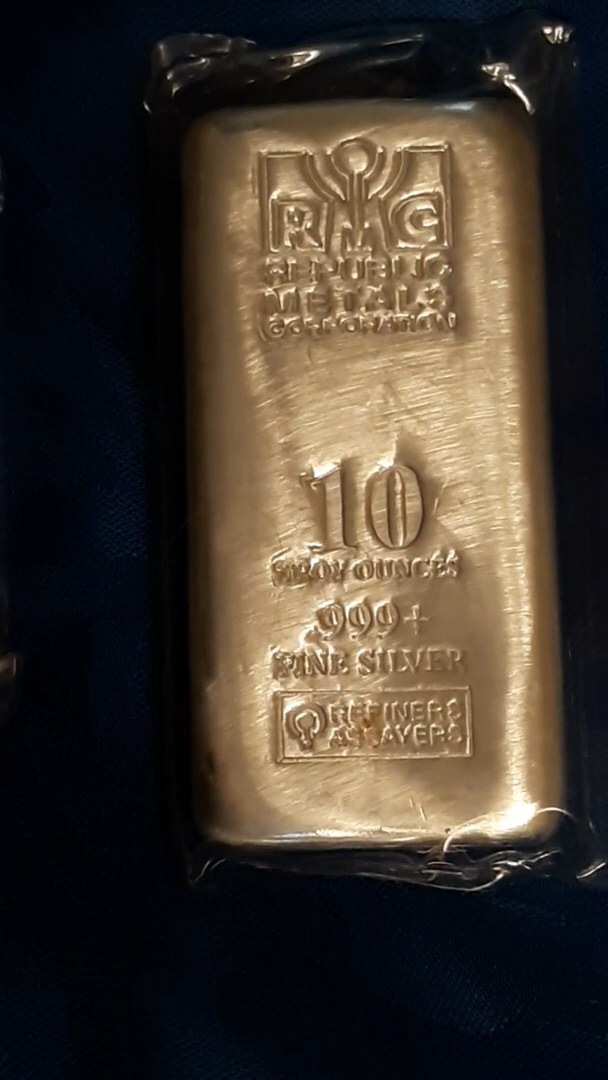 RMC
REPUBLIC
METALS
CORPORATION
10
TROY OUNCES
.999+
FINE SILVER
REFINERS
ASSAYERS